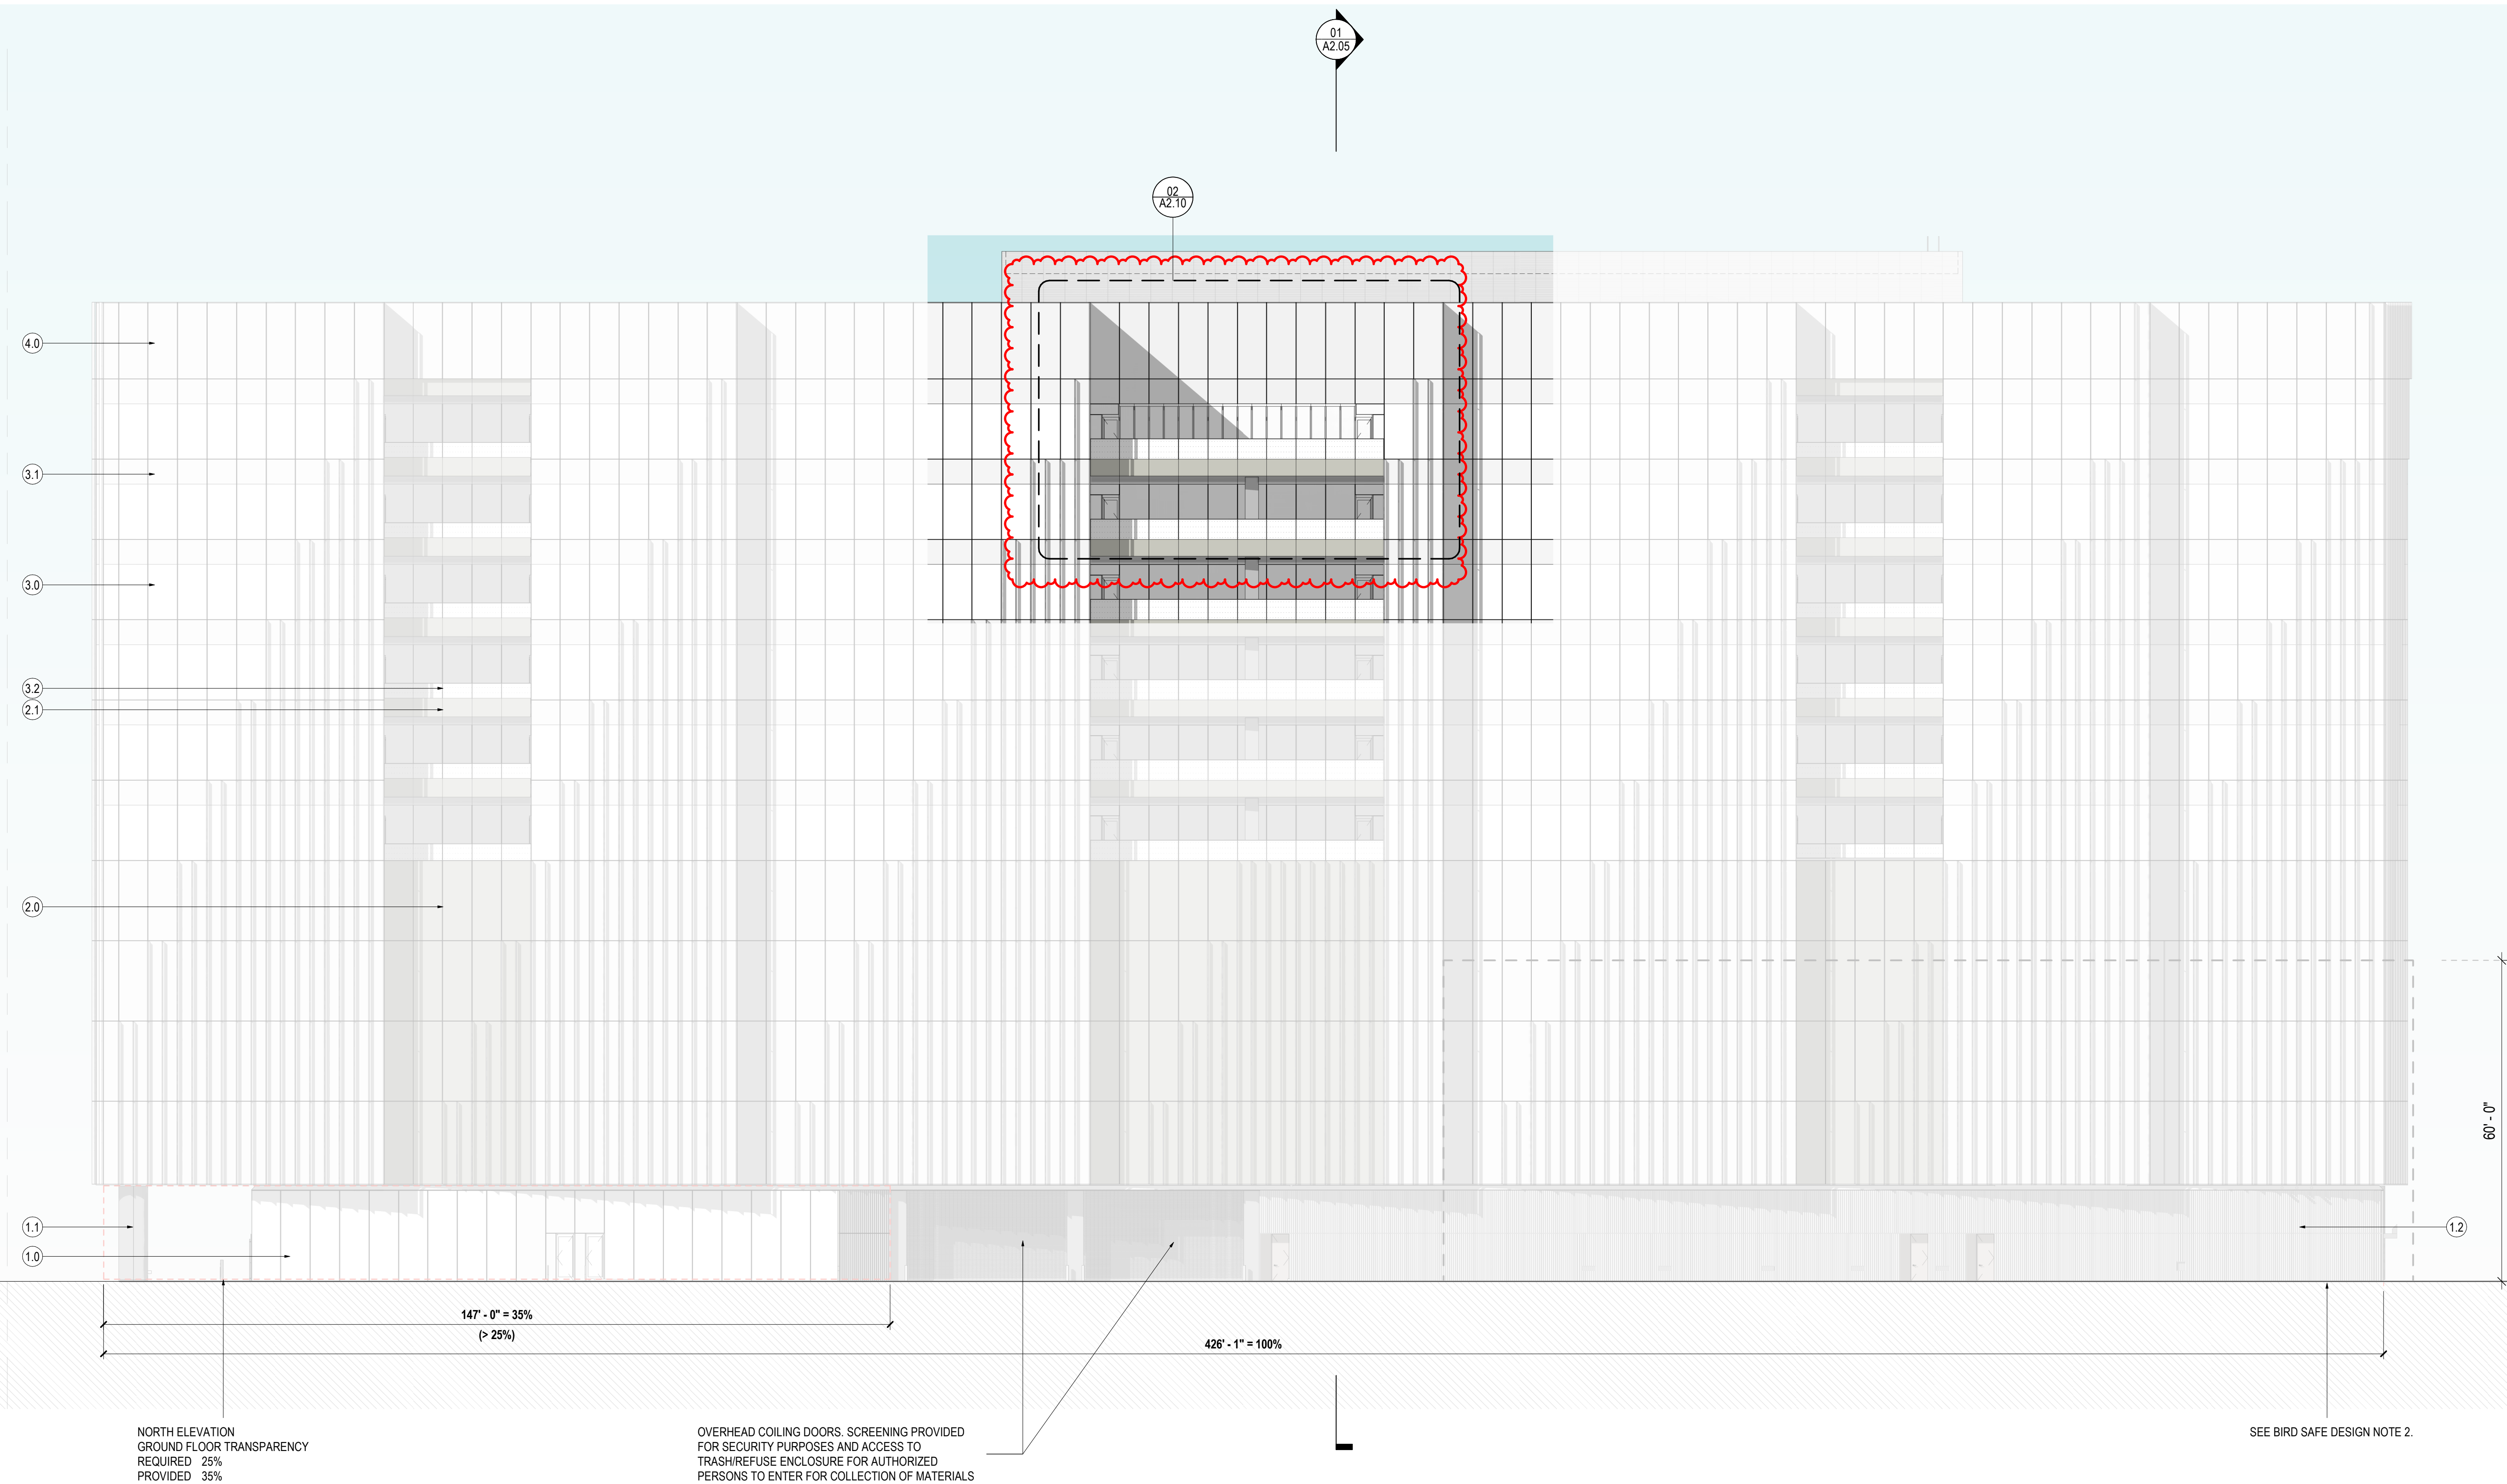 01
A2.05
02
A2.10
4.0
3.1
3.0
3.2
2.1
2.0
1.1
1.0
1.2
60' - 0"
147' - 0" = 35%
(> 25%)
426' - 1" = 100%
NORTH ELEVATION
GROUND FLOOR TRANSPARENCY
REQUIRED 25%
PROVIDED 35%
OVERHEAD COILING DOORS. SCREENING PROVIDED
FOR SECURITY PURPOSES AND ACCESS TO
TRASH/REFUSE ENCLOSURE FOR AUTHORIZED
PERSONS TO ENTER FOR COLLECTION OF MATERIALS
SEE BIRD SAFE DESIGN NOTE 2.